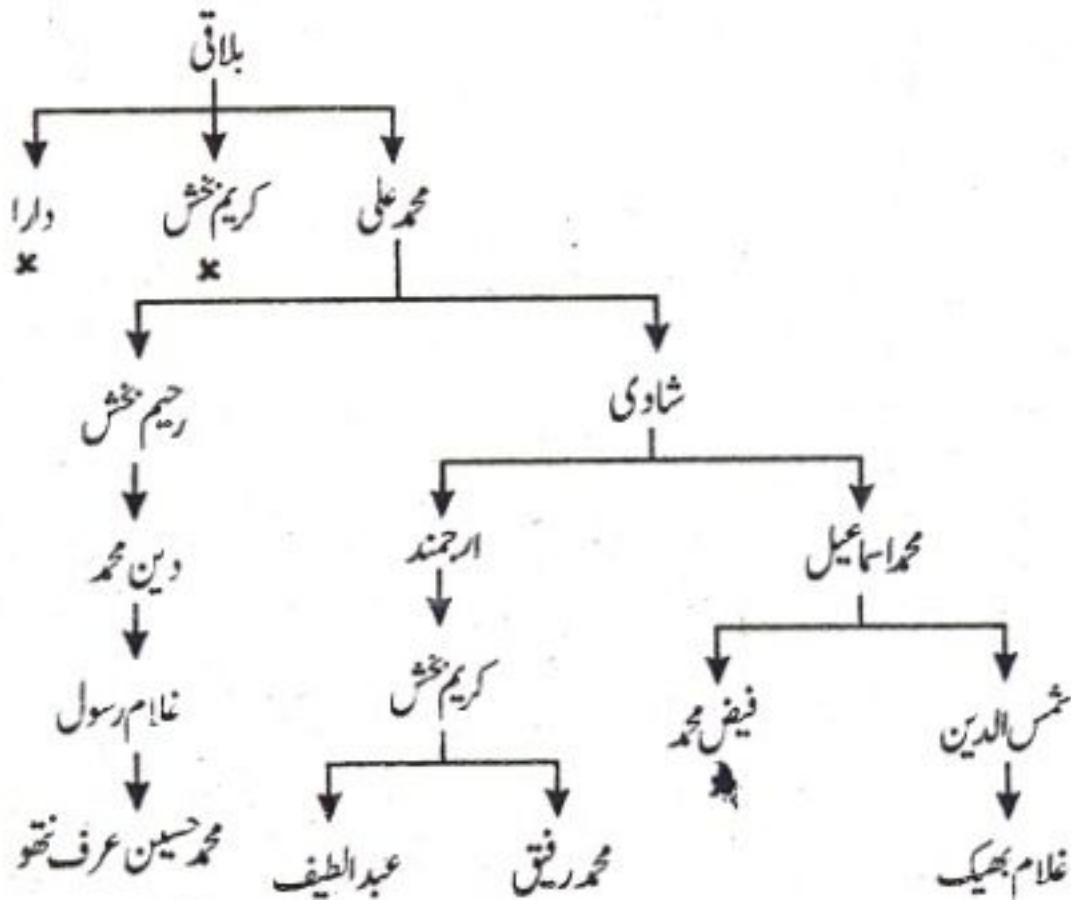 بلاقی
محمد علی کریم بخش دارا
شادی رحیم بخش
محمد اسماعیل ارجمند دین محمد
شمس الدین فیض محمد کریم بخش غلام رسول
غلام بھیک محمد رفیق عبدالطیف محمد حسین عرف نتھو